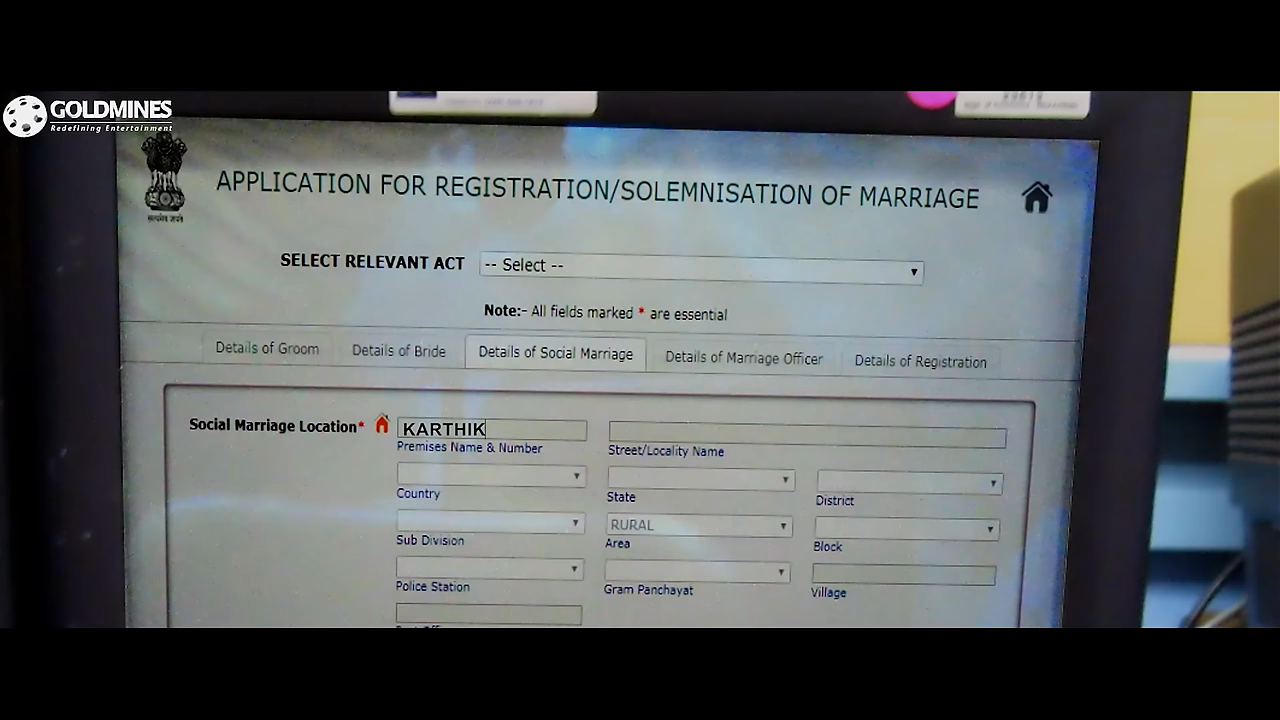 GOLDMINES
Redefining Entertainment
सत्यमेव जयते
APPLICATION FOR REGISTRATION/SOLEMNISATION OF MARRIAGE
SELECT RELEVANT ACT -- Select --
Note:- All fields marked * are essential
Details of Groom Details of Bride Details of Social Marriage Details of Marriage Officer Details of Registration
Social Marriage Location* KARTHIK
Premises Name & Number Street/Locality Name
Country State District
RURAL
Sub Division Area Block
Police Station Gram Panchayat Village